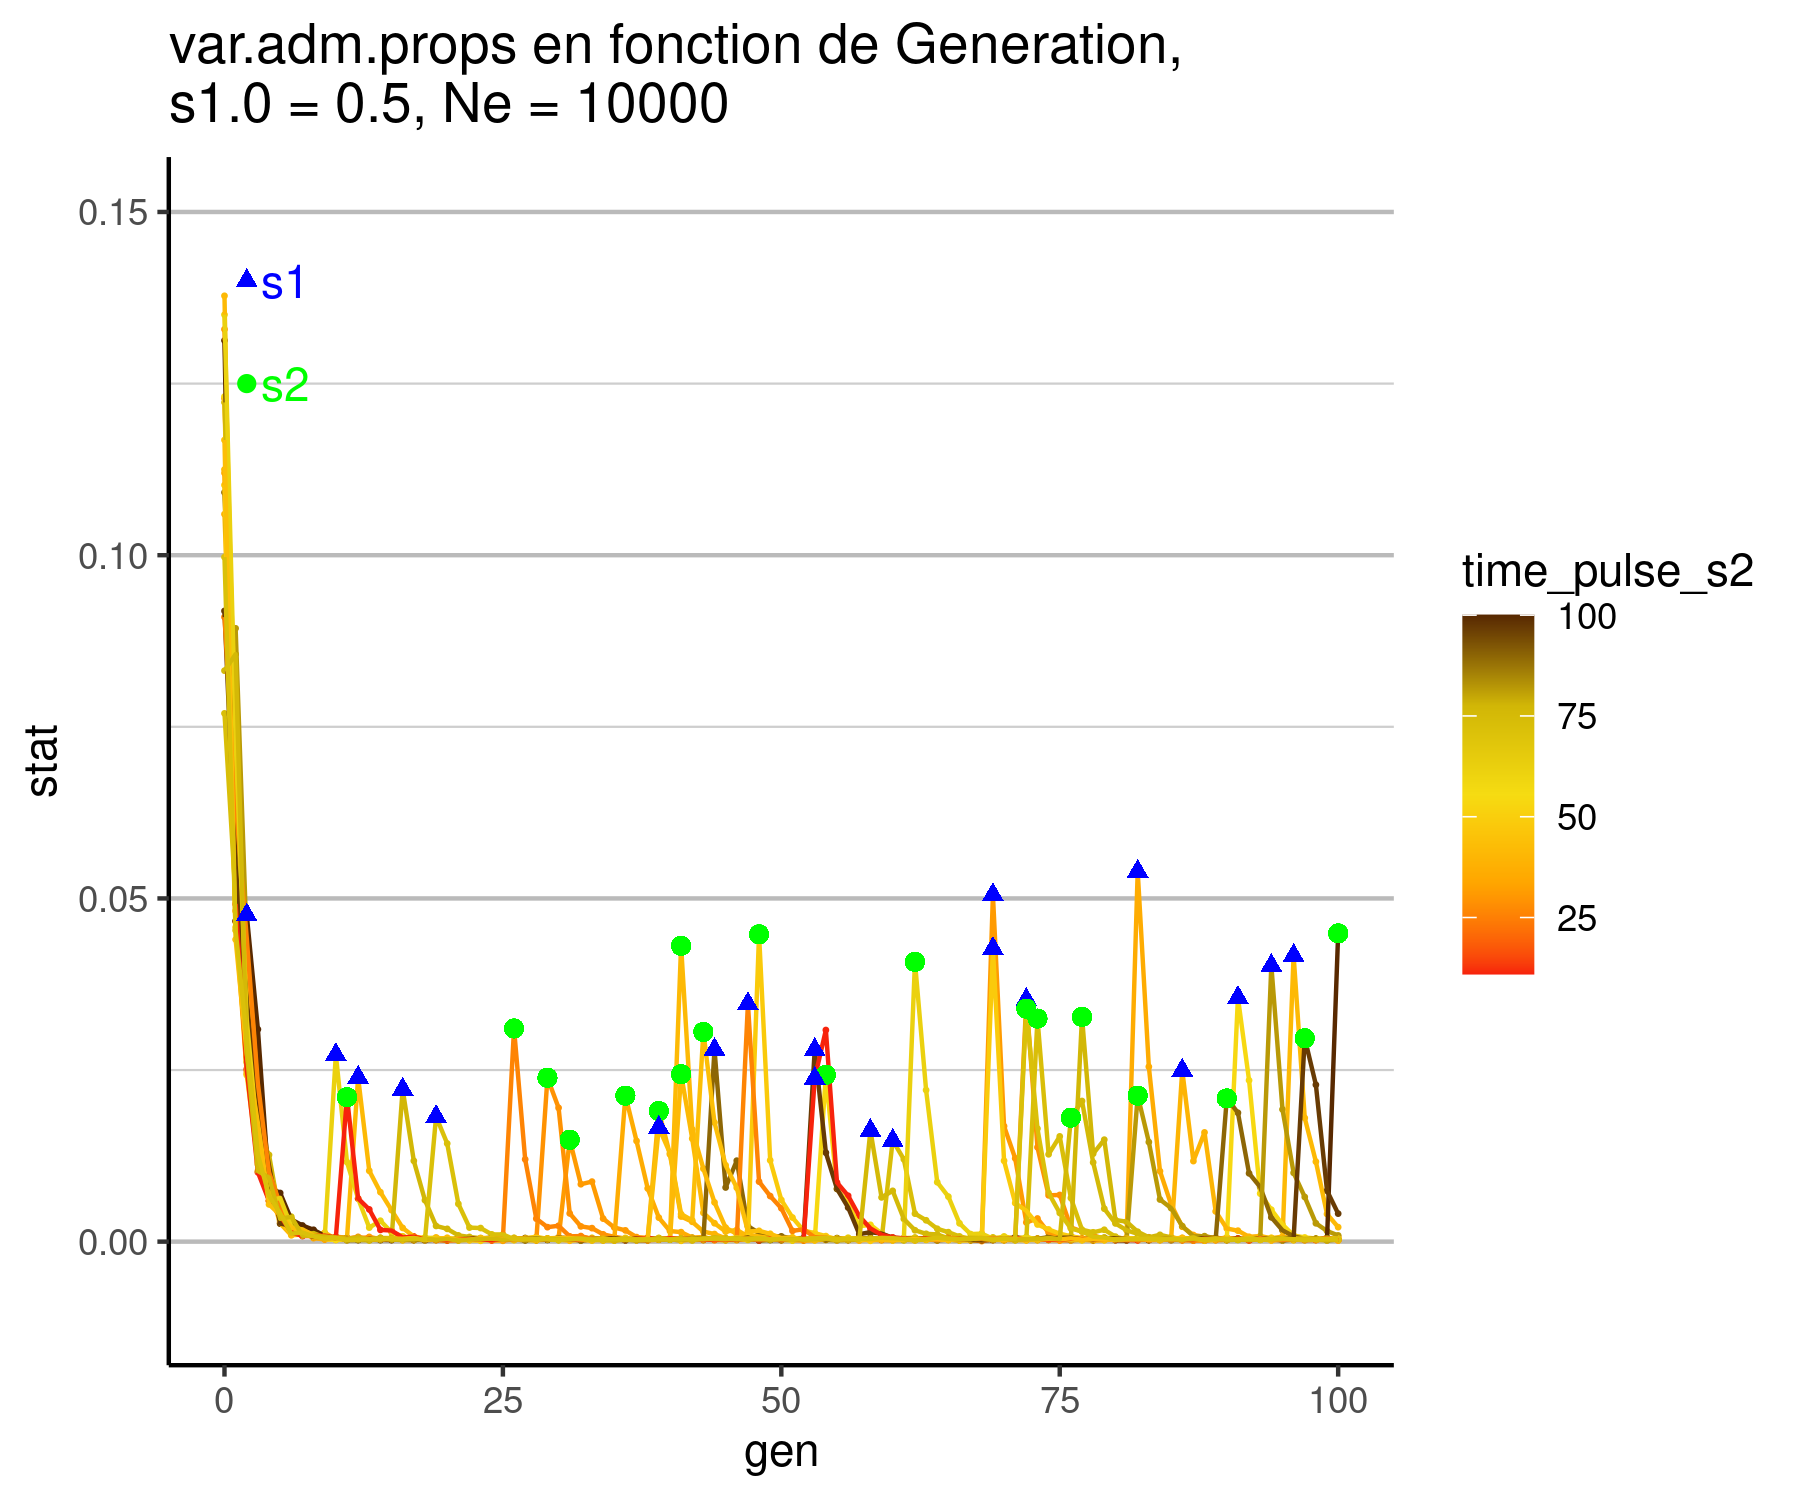 var.adm.props en fonction de Generation,
s1.0 = 0.5, Ne = 10000
0.15
s1
s2
0.10
0.05
0.00
stat
0 25 50 75 100
gen
time_pulse_s2
100
75
50
25